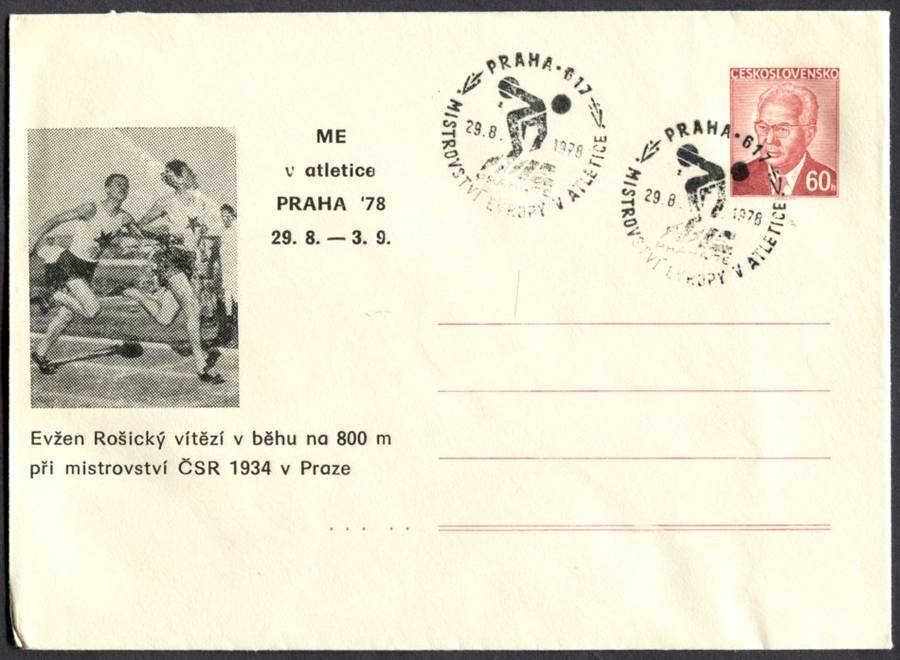 ME
v atletice
PRAHA '78
29. 8. — 3. 9.
PRAHA · 617
29.8. 1978
MISTROVSTVÍ EVROPY V ATLETICE
PRAHA · 617
29.8. 1978
MISTROVSTVÍ EVROPY V ATLETICE
ČESKOSLOVENSKO
60h
Evžen Rošický vítězí v běhu na 800 m
při mistrovství ČSR 1934 v Praze